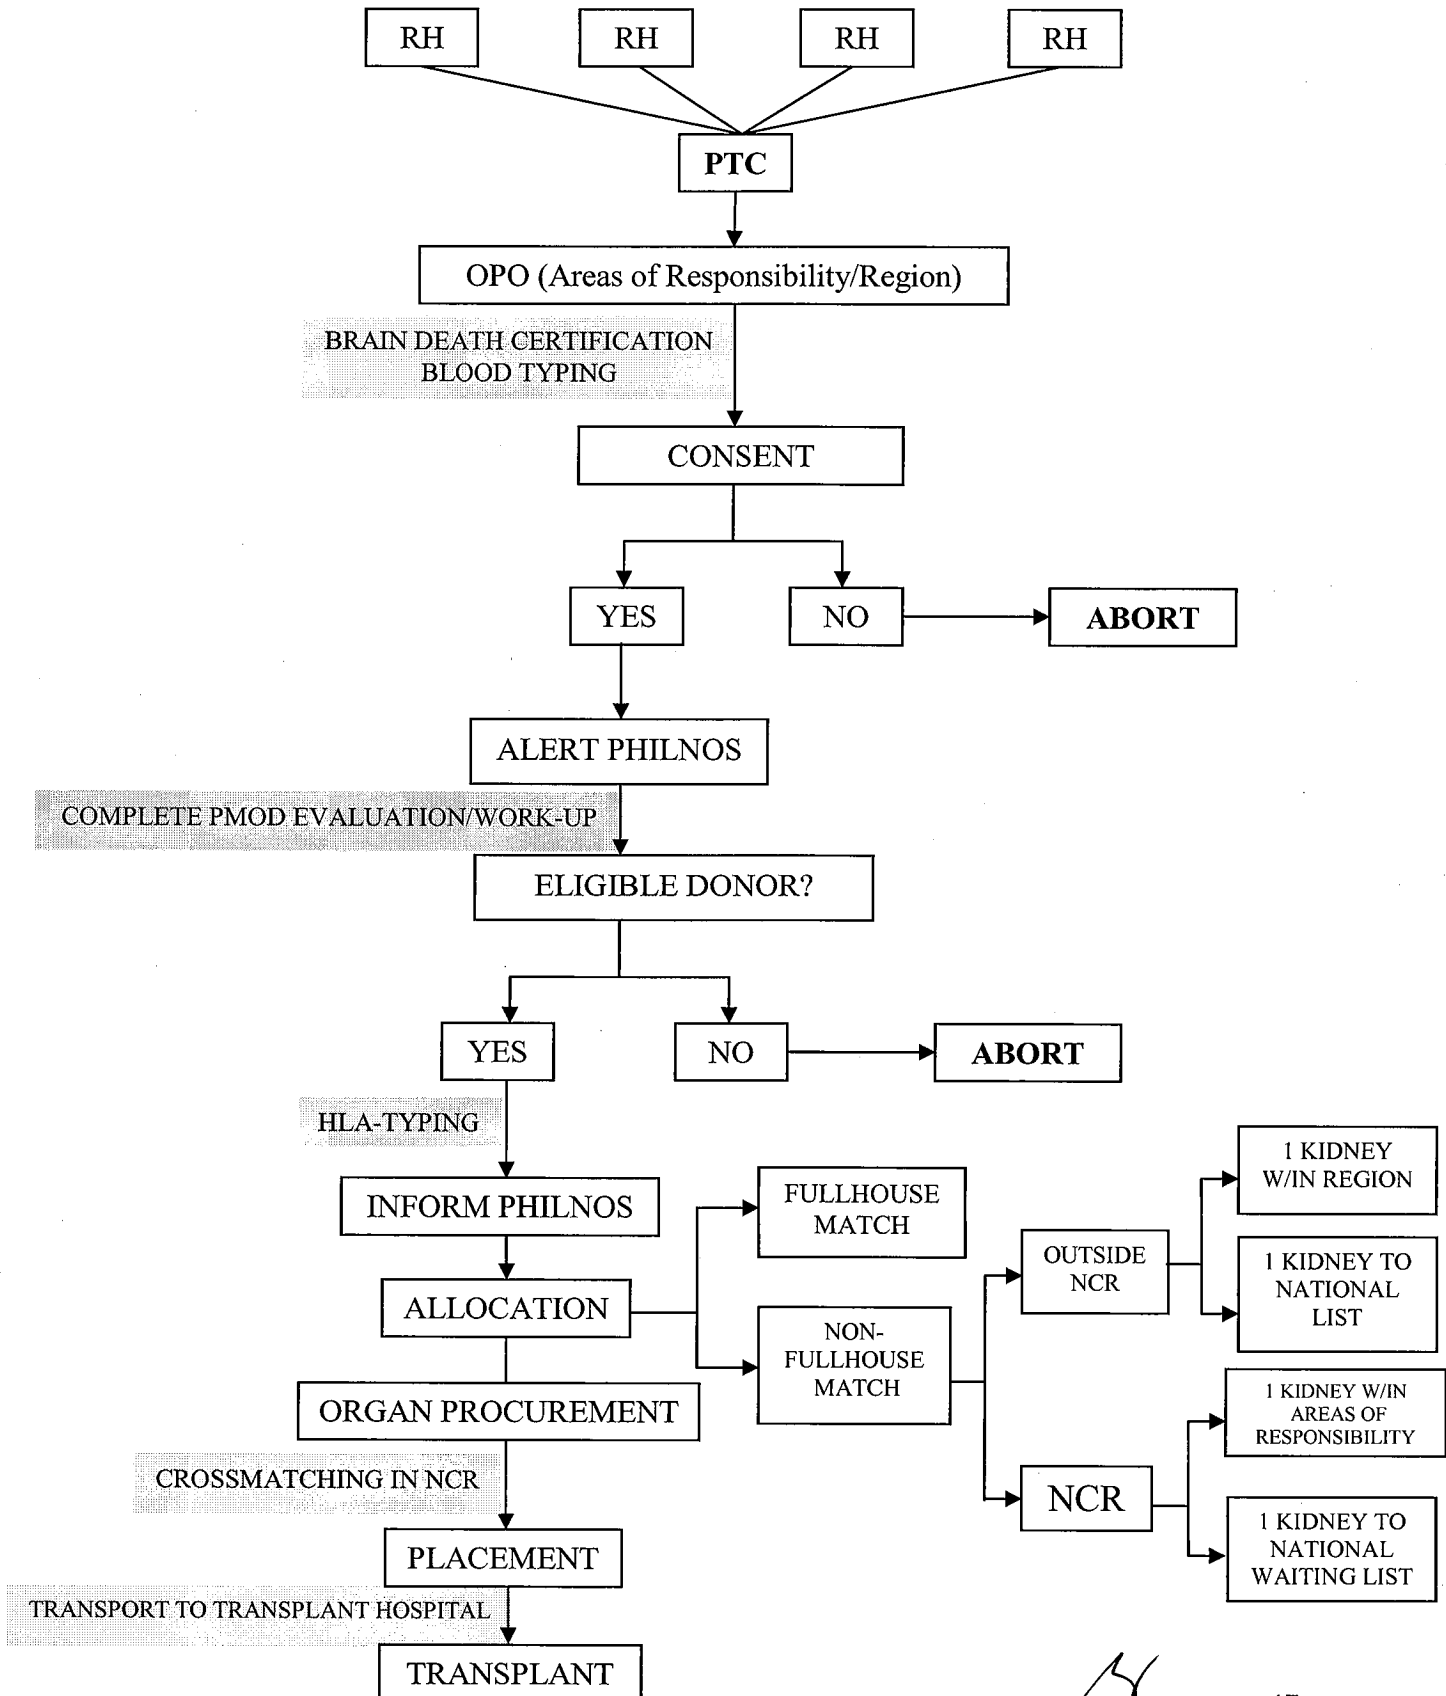 RH
RH
RH
RH
PTC
OPO (Areas of Responsibility/Region)
BRAIN DEATH CERTIFICATION
BLOOD TYPING
CONSENT
YES
NO
ABORT
ALERT PHILNOS
COMPLETE PMOD EVALUATION/WORK-UP
ELIGIBLE DONOR?
YES
NO
ABORT
HLA-TYPING
INFORM PHILNOS
ALLOCATION
FULLHOUSE
MATCH
NON-
FULLHOUSE
MATCH
OUTSIDE
NCR
1 KIDNEY
W/IN REGION
1 KIDNEY TO
NATIONAL
LIST
NCR
1 KIDNEY W/IN
AREAS OF
RESPONSIBILITY
1 KIDNEY TO
NATIONAL
WAITING LIST
ORGAN PROCUREMENT
CROSSMATCHING IN NCR
PLACEMENT
TRANSPORT TO TRANSPLANT HOSPITAL
TRANSPLANT